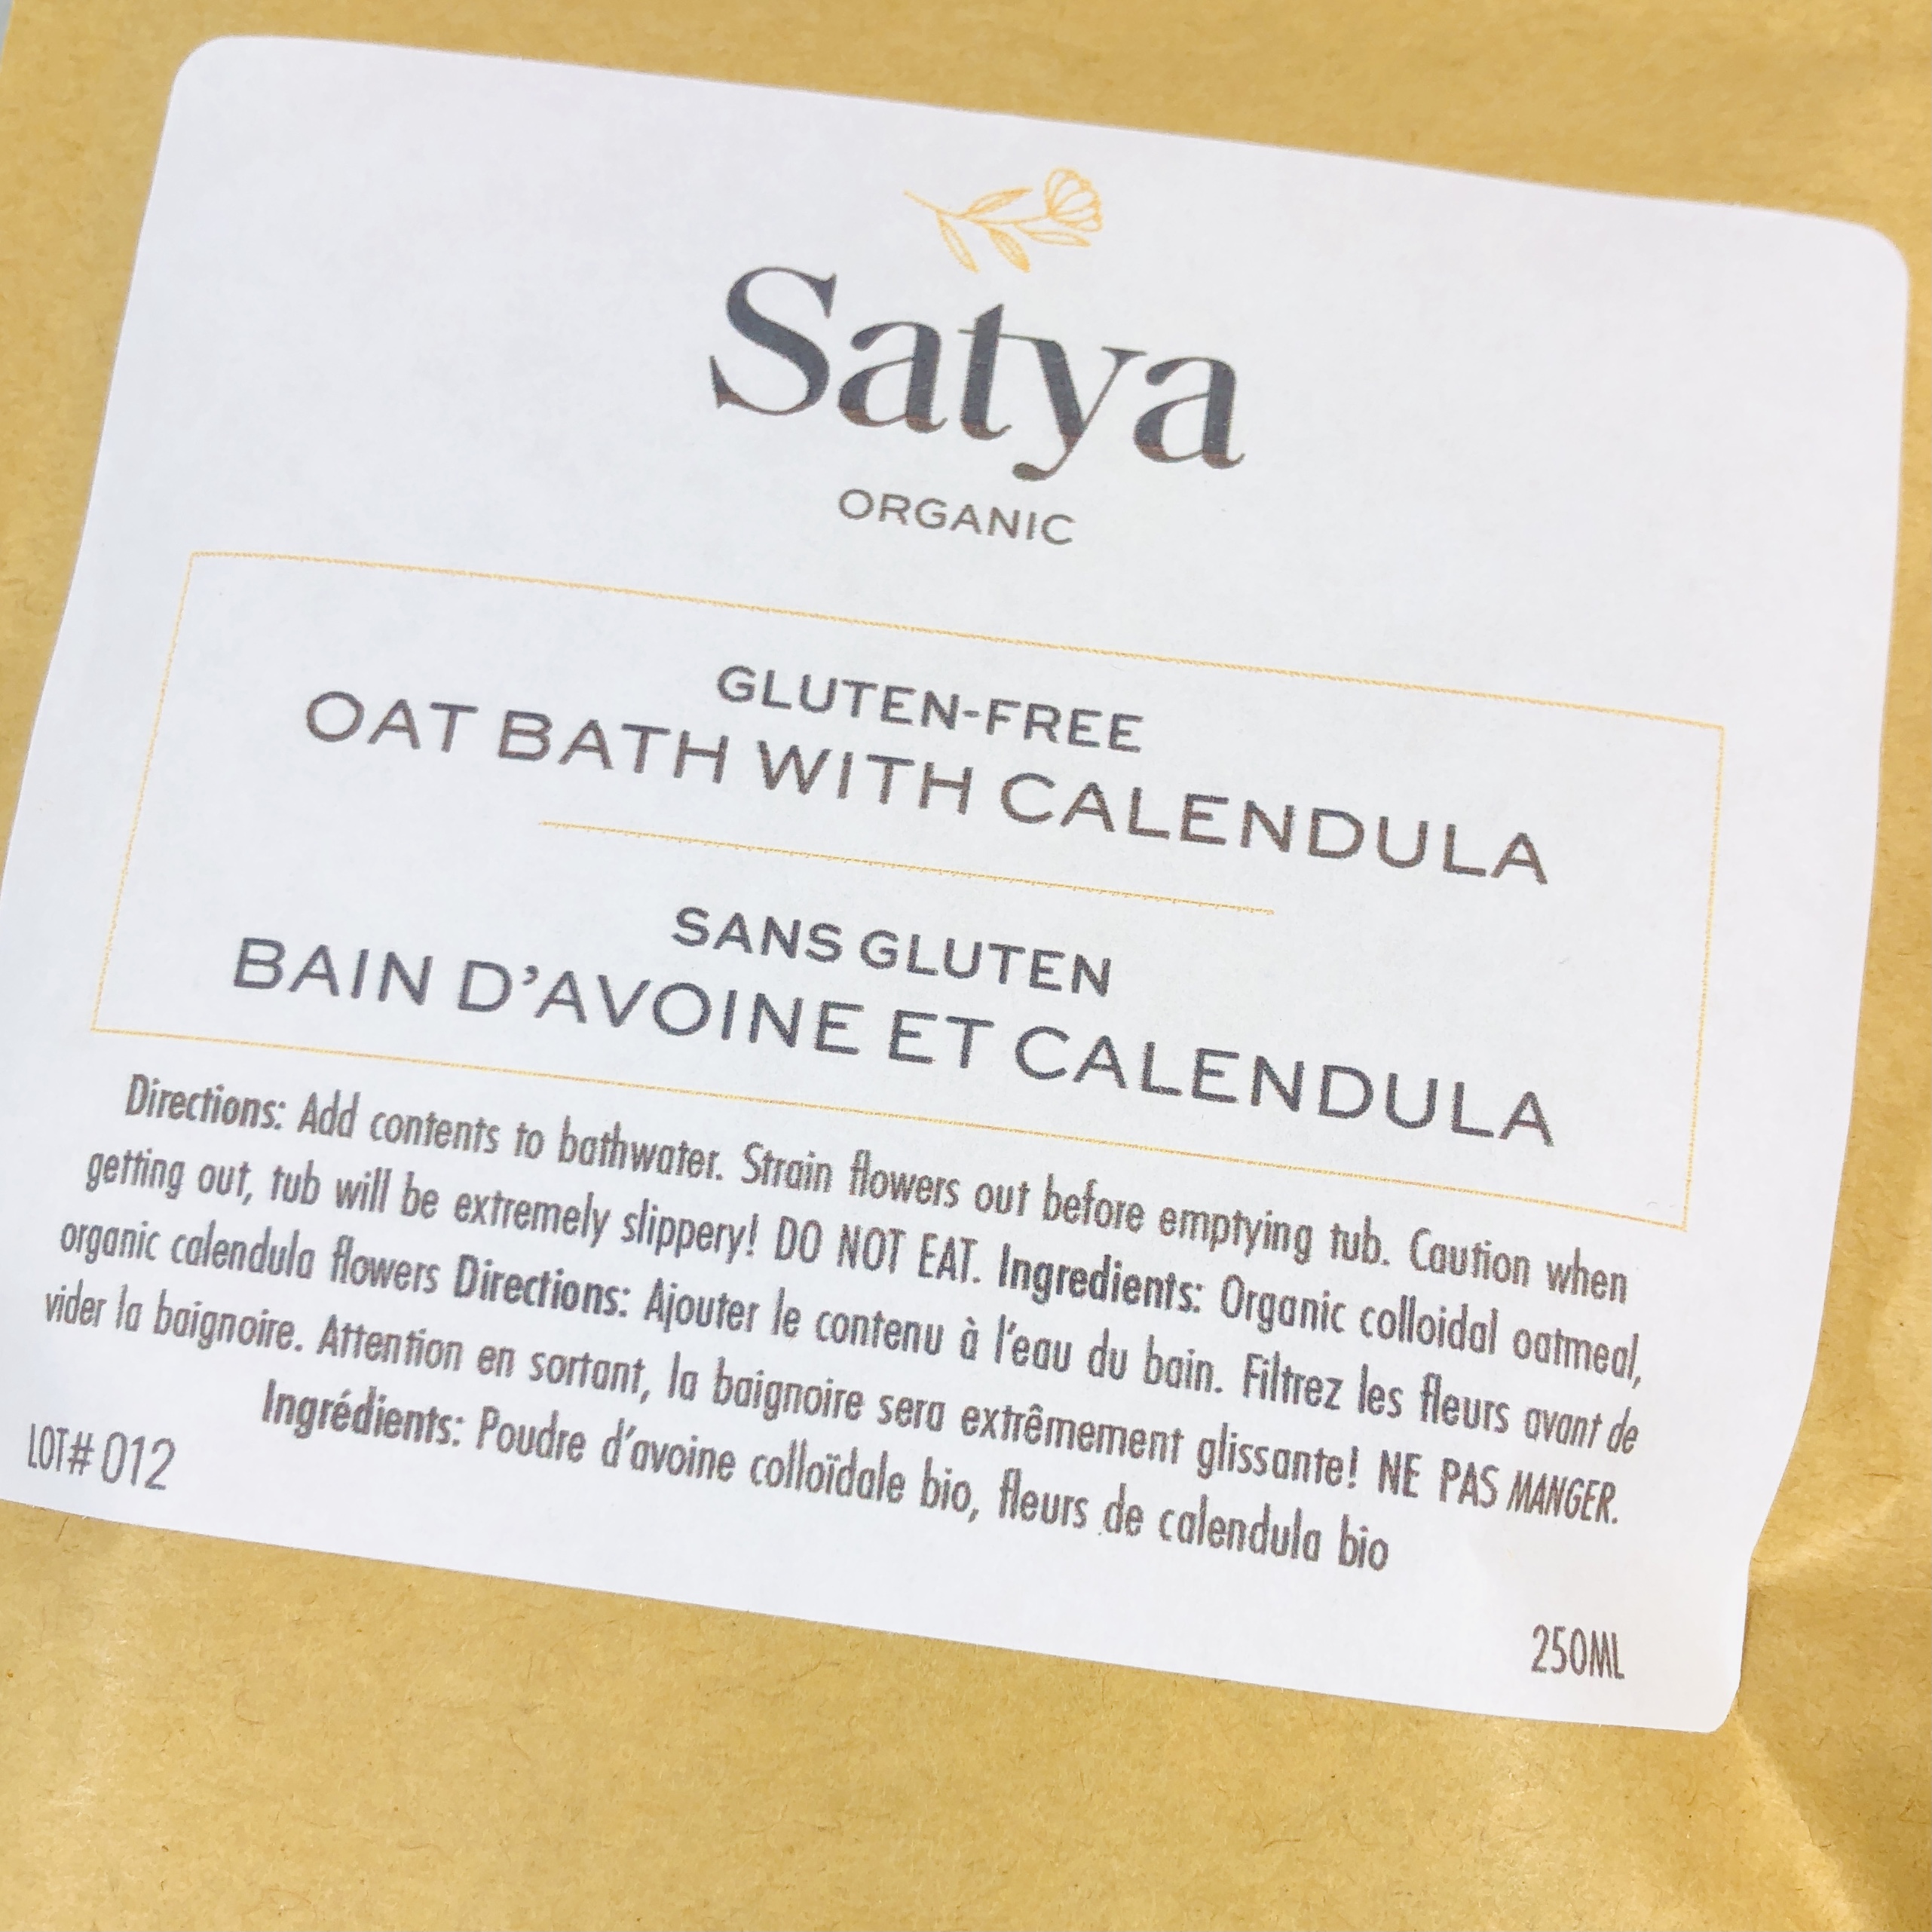 Satya
ORGANIC
GLUTEN-FREE
OAT BATH WITH CALENDULA
SANS GLUTEN
BAIN D'AVOINE ET CALENDULA
Directions: Add contents to bathwater. Strain flowers out before emptying tub. Caution when
getting out, tub will be extremely slippery! DO NOT EAT. Ingredients: Organic colloidal oatmeal,
organic calendula flowers Directions: Ajouter le contenu à l'eau du bain. Filtrez les fleurs avant de
vider la baignoire. Attention en sortant, la baignoire sera extrêmement glissante! NE PAS MANGER.
Ingrédients: Poudre d'avoine colloïdale bio, fleurs de calendula bio
LOT# 012
250ML